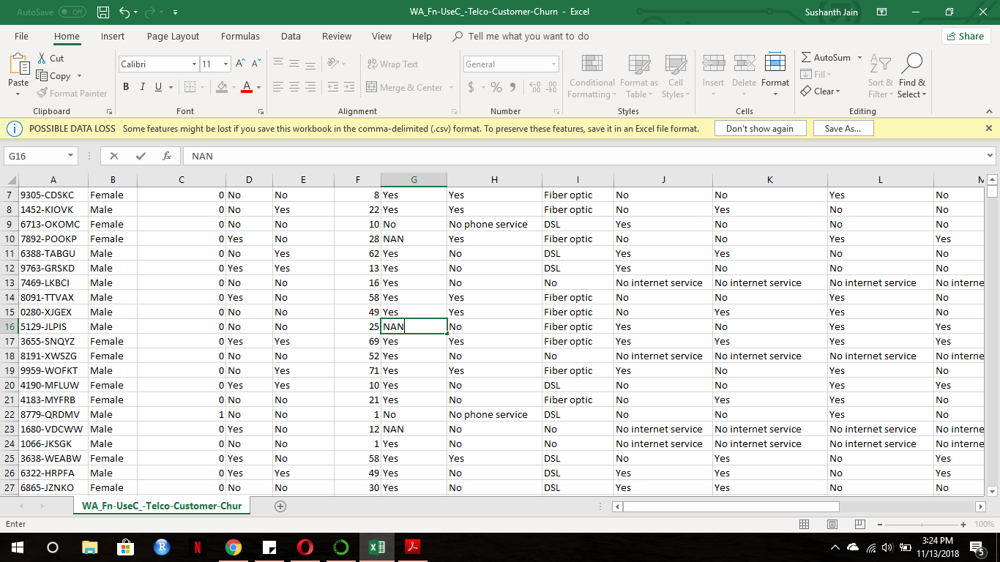 AutoSave Off WA_Fn-UseC_-Telco-Customer-Churn - Excel Sushanth Jain
File Home Insert Page Layout Formulas Data Review View Help Tell me what you want to do Share
Paste Cut Copy Format Painter Clipboard
Calibri 11 A A B I U A Font
ab Wrap Text Merge & Center Alignment
General $ % , .00 .0 Number
Conditional Formatting Format as Table Cell Styles Styles
Insert Delete Format Cells
AutoSum Fill Clear Sort & Filter Find & Select Editing
POSSIBLE DATA LOSS Some features might be lost if you save this workbook in the comma-delimited (.csv) format. To preserve these features, save it in an Excel file format. Don't show again Save As...
G16 fx NAN
A B C D E F G H I J K L M
7 9305-CDSKC Female 0 No No 8 Yes Yes Fiber optic No No Yes No
8 1452-KIOVK Male 0 No Yes 22 Yes Yes Fiber optic No Yes No No
9 6713-OKOMC Female 0 No No 10 No No phone service DSL Yes No No No
10 7892-POOKP Female 0 Yes No 28 NAN Yes Fiber optic No No Yes Yes
11 6388-TABGU Male 0 No Yes 62 Yes No DSL Yes Yes No No
12 9763-GRSKD Male 0 Yes Yes 13 Yes No DSL Yes No No No
13 7469-LKBCI Male 0 No No 16 Yes No No No internet service No internet service No internet service No interne
14 8091-TTVAX Male 0 Yes No 58 Yes Yes Fiber optic No No Yes No
15 0280-XJGEX Male 0 No No 49 Yes Yes Fiber optic No Yes Yes No
16 5129-JLPIS Male 0 No No 25 NAN No Fiber optic Yes No Yes Yes
17 3655-SNQYZ Female 0 Yes Yes 69 Yes Yes Fiber optic Yes Yes Yes Yes
18 8191-XWSZG Female 0 No No 52 Yes No No No internet service No internet service No internet service No interne
19 9959-WOFKT Male 0 No Yes 71 Yes Yes Fiber optic Yes No Yes No
20 4190-MFLUW Female 0 Yes Yes 10 Yes No DSL No No Yes Yes
21 4183-MYFRB Female 0 No No 21 Yes No Fiber optic No Yes Yes No
22 8779-QRDMV Male 1 No No 1 No No phone service DSL No No Yes No
23 1680-VDCWW Male 0 Yes No 12 NAN No No No internet service No internet service No internet service No interne
24 1066-JKSGK Male 0 No No 1 Yes No No No internet service No internet service No internet service No interne
25 3638-WEABW Female 0 Yes No 58 Yes Yes DSL No Yes No Yes
26 6322-HRPFA Male 0 Yes Yes 49 Yes No DSL Yes Yes No Yes
27 6865-JZNKO Female 0 No No 30 Yes No DSL Yes Yes No No
WA_Fn-UseC_-Telco-Customer-Chur
Enter 100%
R N 3:24 PM
11/13/2018 5